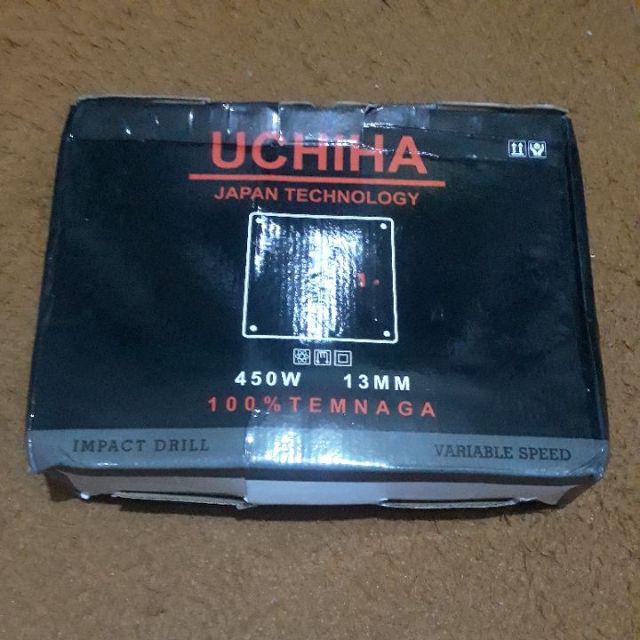 UCHIHA
JAPAN TECHNOLOGY
450W 13MM
100%TEMNAGA
IMPACT DRILL VARIABLE SPEED